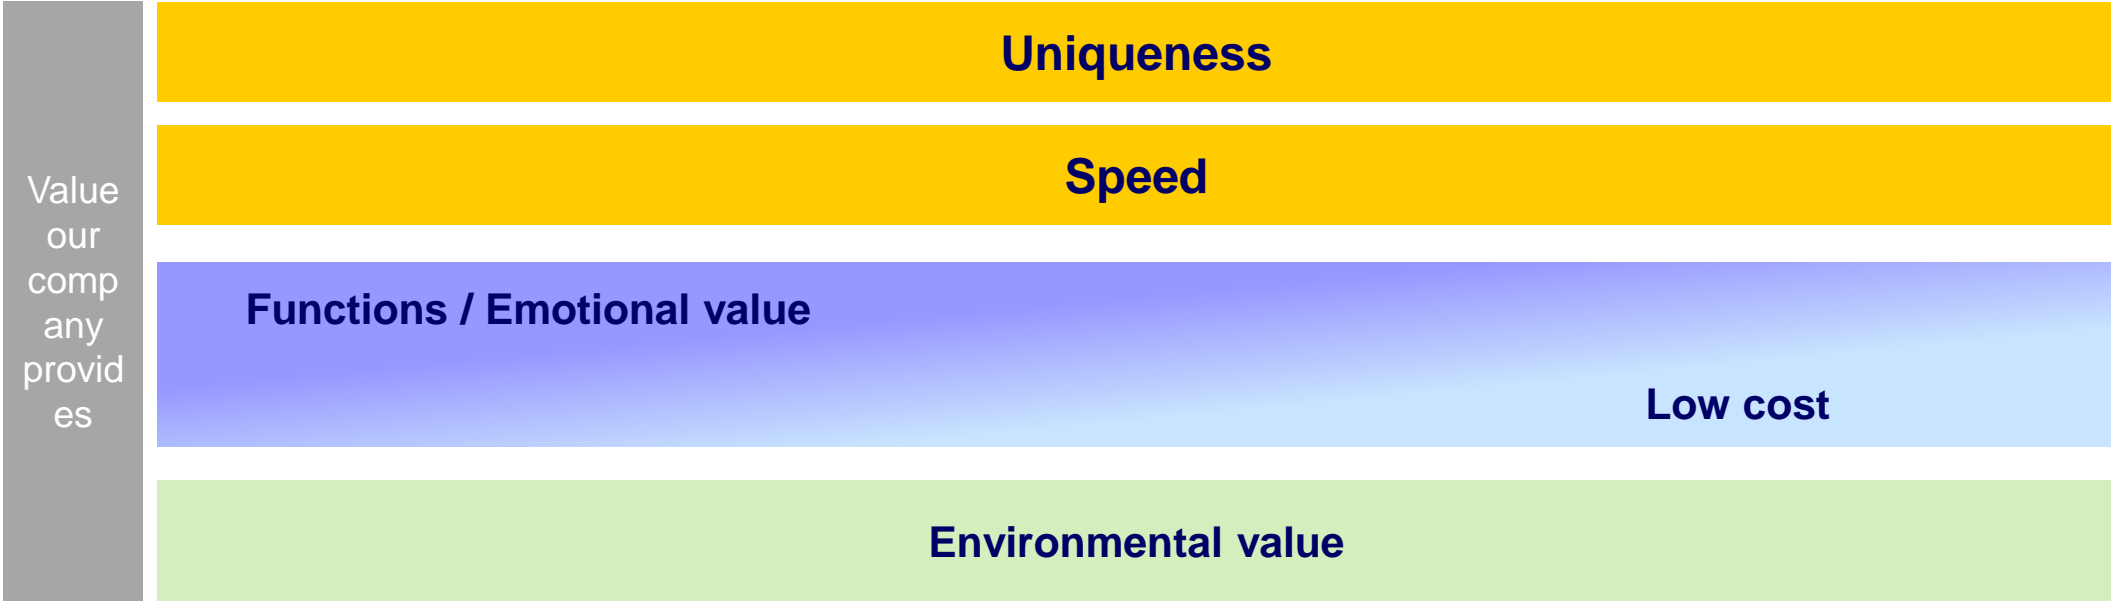 Value
our
comp
any
provid
es
Uniqueness
Speed
Functions / Emotional value
Low cost
Environmental value